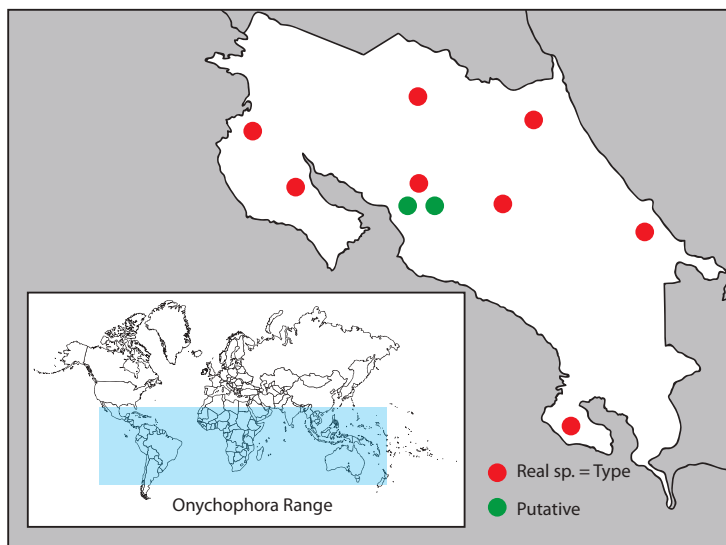 Onychophora Range
Real sp. = Type
Putative